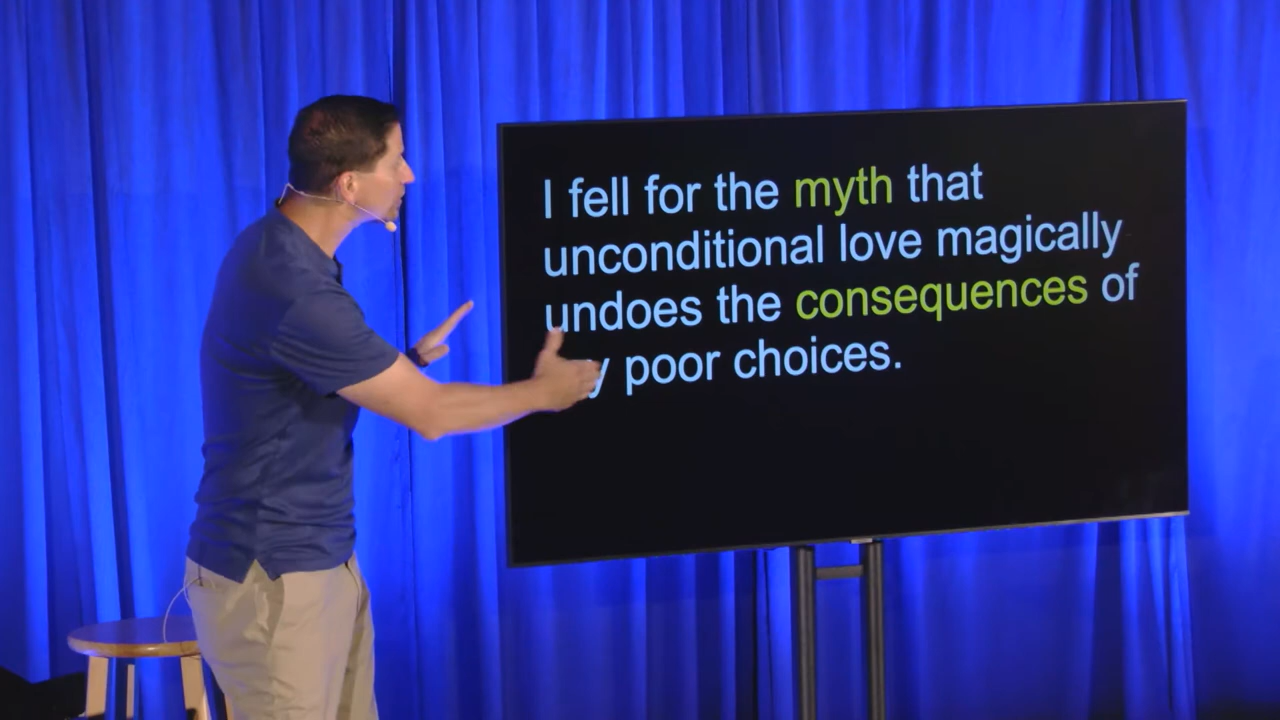 I fell for the myth that
unconditional love magically
undoes the consequences of
poor choices.